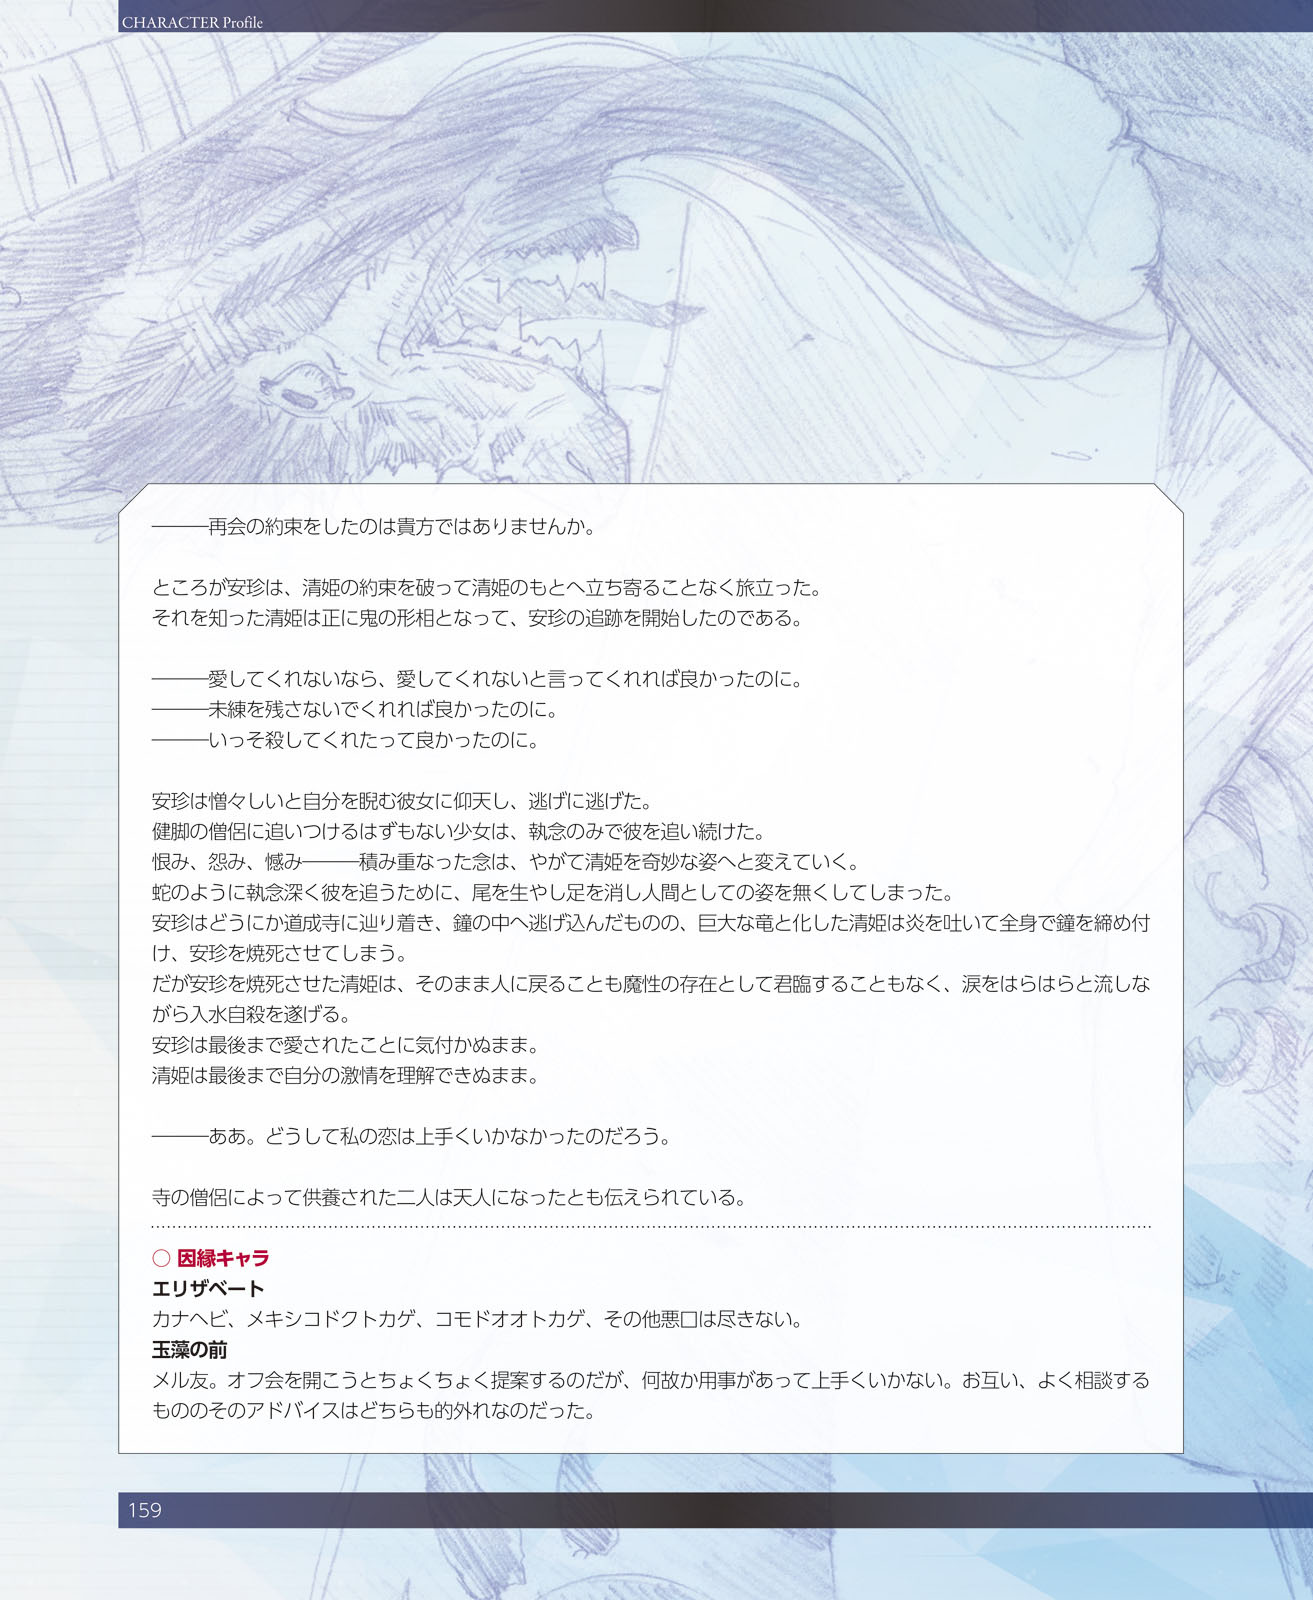 CHARACTER Profile
———再会の約束をしたのは貴方ではありませんか。
ところが安珍は、清姫の約束を破って清姫のもとへ立ち寄ることなく旅立った。
それを知った清姫は正に鬼の形相となって、安珍の追跡を開始したのである。
———愛してくれないなら、愛してくれないと言ってくれれば良かったのに。
———未練を残さないでくれれば良かったのに。
———いっそ殺してくれたって良かったのに。
安珍は憎々しいと自分を睨む彼女に仰天し、逃げに逃げた。
健脚の僧侶に追いつけるはずもない少女は、執念のみで彼を追い続けた。
恨み、怨み、憾み———積み重なった念は、やがて清姫を奇妙な姿へと変えていく。
蛇のように執念深く彼を追うために、尾を生やし足を消し人間としての姿を無くしてしまった。
安珍はどうにか道成寺に辿り着き、鐘の中へ逃げ込んだものの、巨大な竜と化した清姫は炎を吐いて全身で鐘を締め付
け、安珍を焼死させてしまう。
だが安珍を焼死させた清姫は、そのまま人に戻ることも魔性の存在として君臨することもなく、涙をはらはらと流しな
がら入水自殺を遂げる。
安珍は最後まで愛されたことに気付かぬまま。
清姫は最後まで自分の激情を理解できぬまま。
———ああ。どうして私の恋は上手くいかなかったのだろう。
寺の僧侶によって供養された二人は天人になったとも伝えられている。
○ 因縁キャラ
エリザベート
カナヘビ、メキシコドクトカゲ、コモドオオトカゲ、その他悪口は尽きない。
玉藻の前
メル友。オフ会を開こうとちょくちょく提案するのだが、何故か用事があって上手くいかない。お互い、よく相談する
もののそのアドバイスはどちらも的外れなのだった。
159